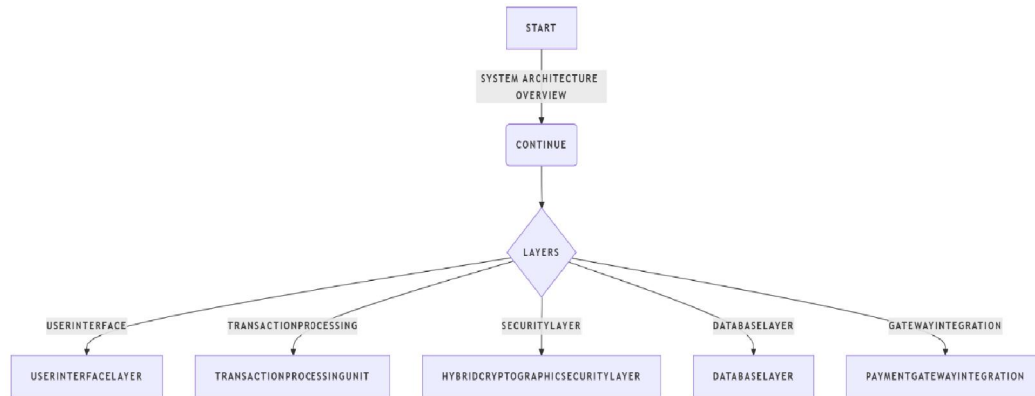 START
SYSTEM ARCHITECTURE
OVERVIEW
CONTINUE
LAYERS
USERINTERFACE
TRANSACTIONPROCESSING
SECURITYLAYER
DATABASELAYER
GATEWAYINTEGRATION
USERINTERFACELAYER
TRANSACTIONPROCESSINGUNIT
HYBRIDCRYPTOGRAPHICSECURITYLAYER
DATABASELAYER
PAYMENTGATEWAYINTEGRATION